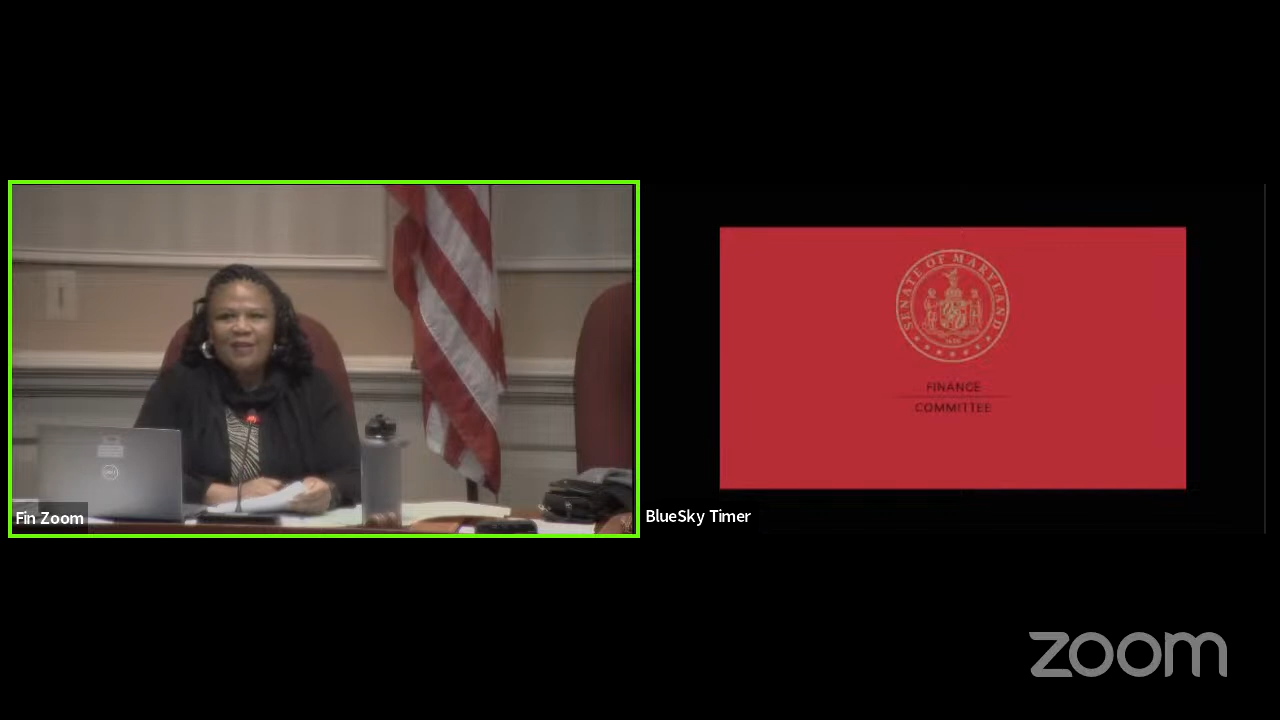 SENATE OF MARYLAND
FINANCE
COMMITTEE
Fin Zoom
BlueSky Timer
zoom